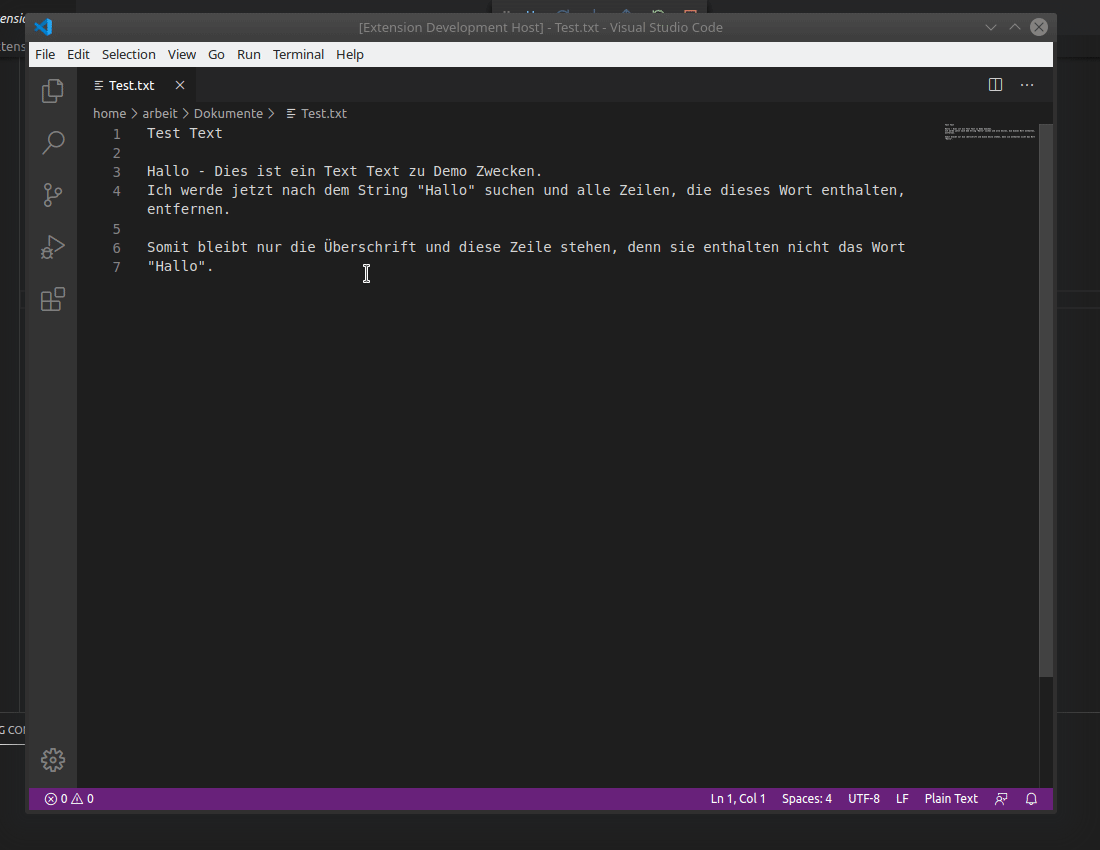 [Extension Development Host] - Test.txt - Visual Studio Code
File Edit Selection View Go Run Terminal Help
Test.txt
home > arbeit > Dokumente > Test.txt
1 Test Text
2
3 Hallo - Dies ist ein Text Text zu Demo Zwecken.
4 Ich werde jetzt nach dem String "Hallo" suchen und alle Zeilen, die dieses Wort enthalten,
entfernen.
5
6 Somit bleibt nur die Überschrift und diese Zeile stehen, denn sie enthalten nicht das Wort
7 "Hallo".
0 0 Ln 1, Col 1 Spaces: 4 UTF-8 LF Plain Text